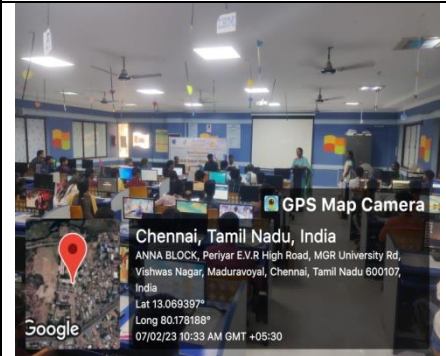 GPS Map Camera
Chennai, Tamil Nadu, India
ANNA BLOCK, Periyar E.V.R High Road, MGR University Rd,
Vishwas Nagar, Maduravoyal, Chennai, Tamil Nadu 600107,
India
Lat 13.069397°
Long 80.178188°
07/02/23 10:33 AM GMT +05:30
Google